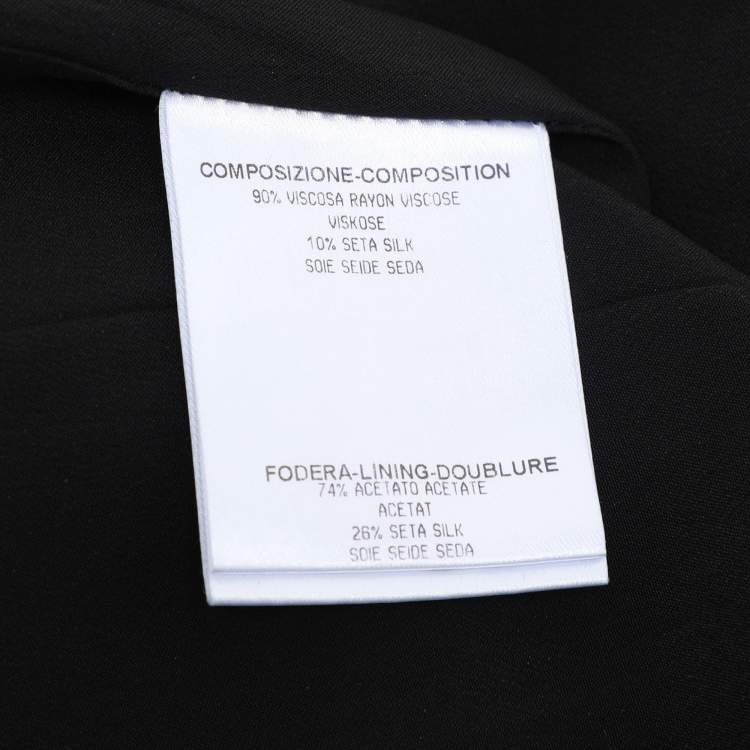 COMPOSIZIONE-COMPOSITION
90% VISCOSA RAYON VISCOSE
VISKOSE
10% SETA SILK
SOIE SEIDE SEDA
FODERA-LINING-DOUBLURE
74% ACETATO ACETATE
ACETAT
26% SETA SILK
SOIE SEIDE SEDA